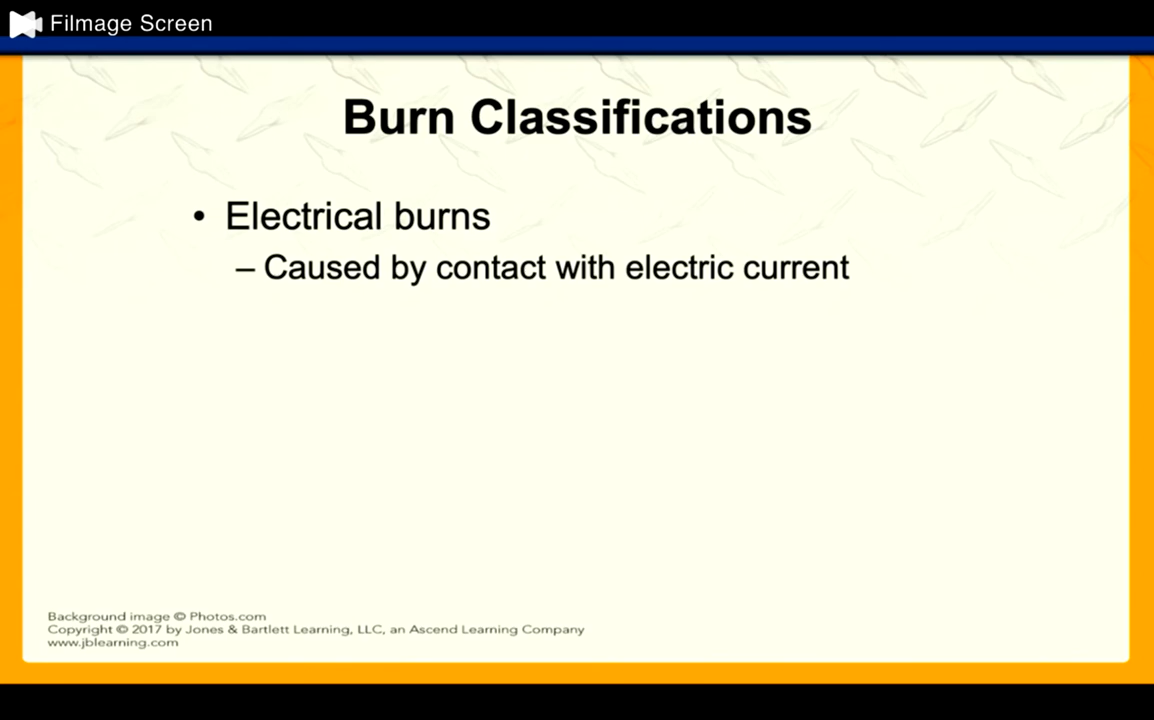 Filmage Screen
Burn Classifications
• Electrical burns
– Caused by contact with electric current
Background image © Photos.com
Copyright © 2017 by Jones & Bartlett Learning, LLC, an Ascend Learning Company
www.jblearning.com